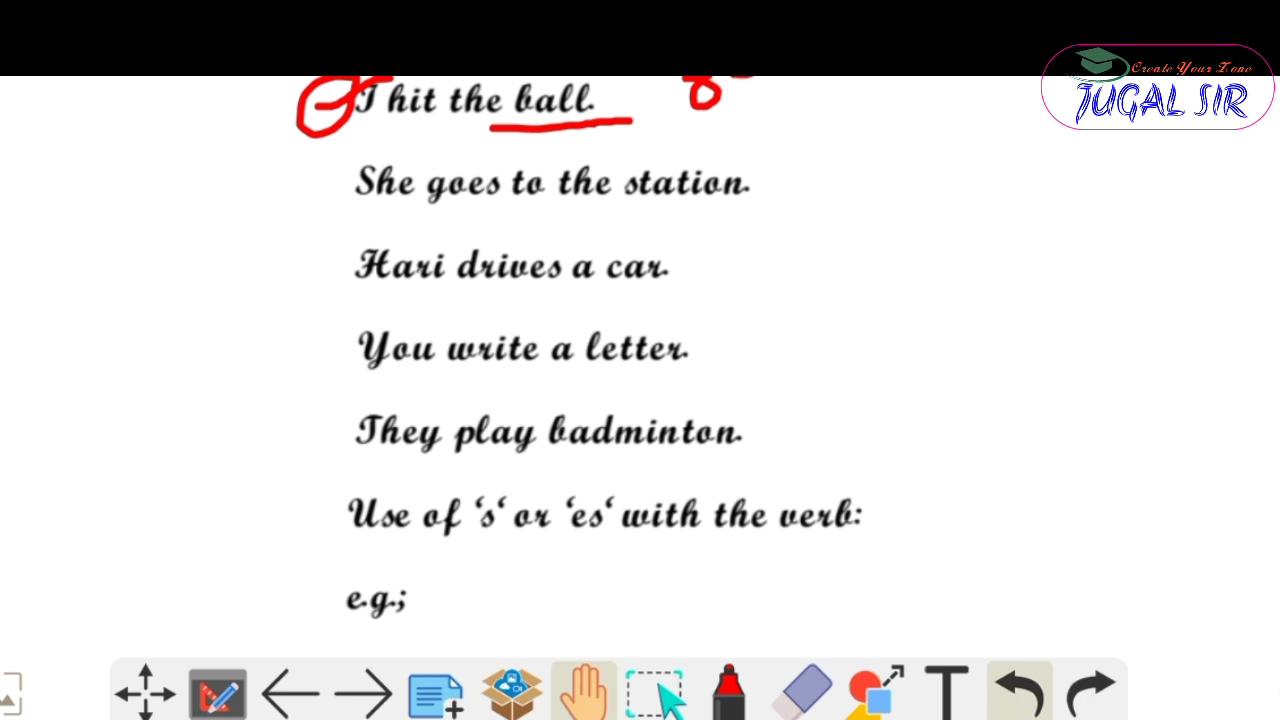 Create Your Zone
JUGAL SIR
I hit the ball.
She goes to the station.
Hari drives a car.
You write a letter.
They play badminton.
Use of ‘s‘ or ‘es‘ with the verb:
e.g.;